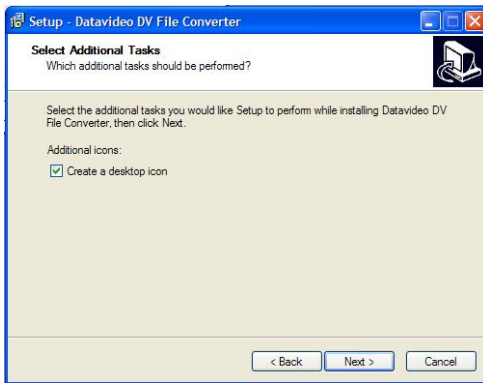 Setup - Datavideo DV File Converter
Select Additional Tasks
Which additional tasks should be performed?
Select the additional tasks you would like Setup to perform while installing Datavideo DV
File Converter, then click Next.
Additional icons:
Create a desktop icon
< Back Next > Cancel